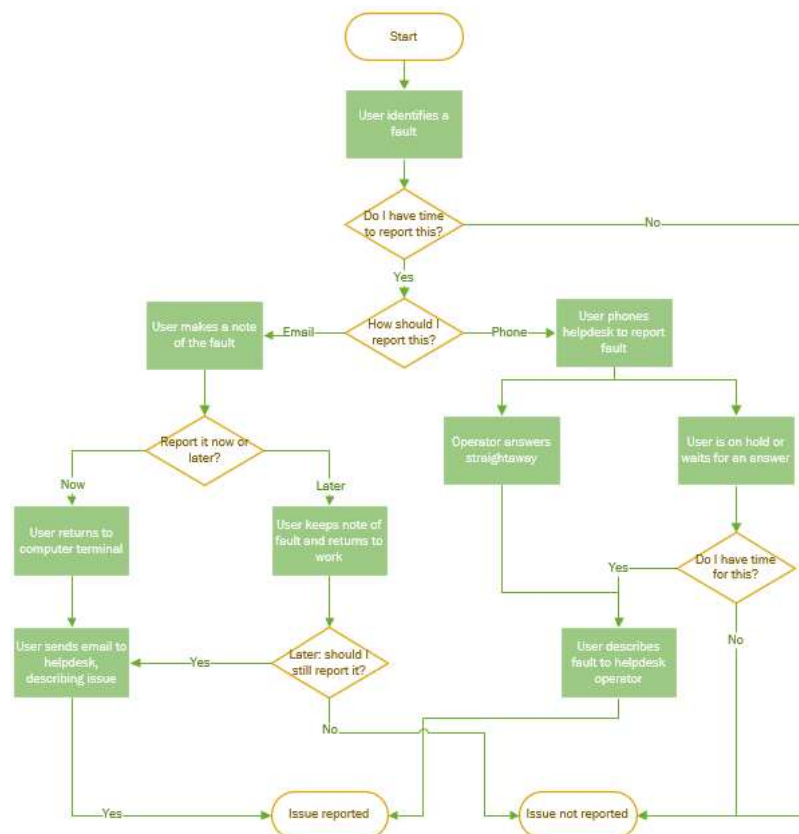 Start
User identifies a
fault
Do I have time
to report this?
No
Yes
User makes a note
of the fault
Email
How should I
report this?
Phone
User phones
helpdesk to report
fault
Report it now or
later?
Operator answers
straightaway
User is on hold or
waits for an answer
Now
Later
User returns to
computer terminal
User keeps note of
fault and returns to
work
Yes
Do I have time
for this?
User sends email to
helpdesk,
describing issue
Yes
Later: should I
still report it?
User describes
fault to helpdesk
operator
No
No
Yes
Issue reported
Issue not reported